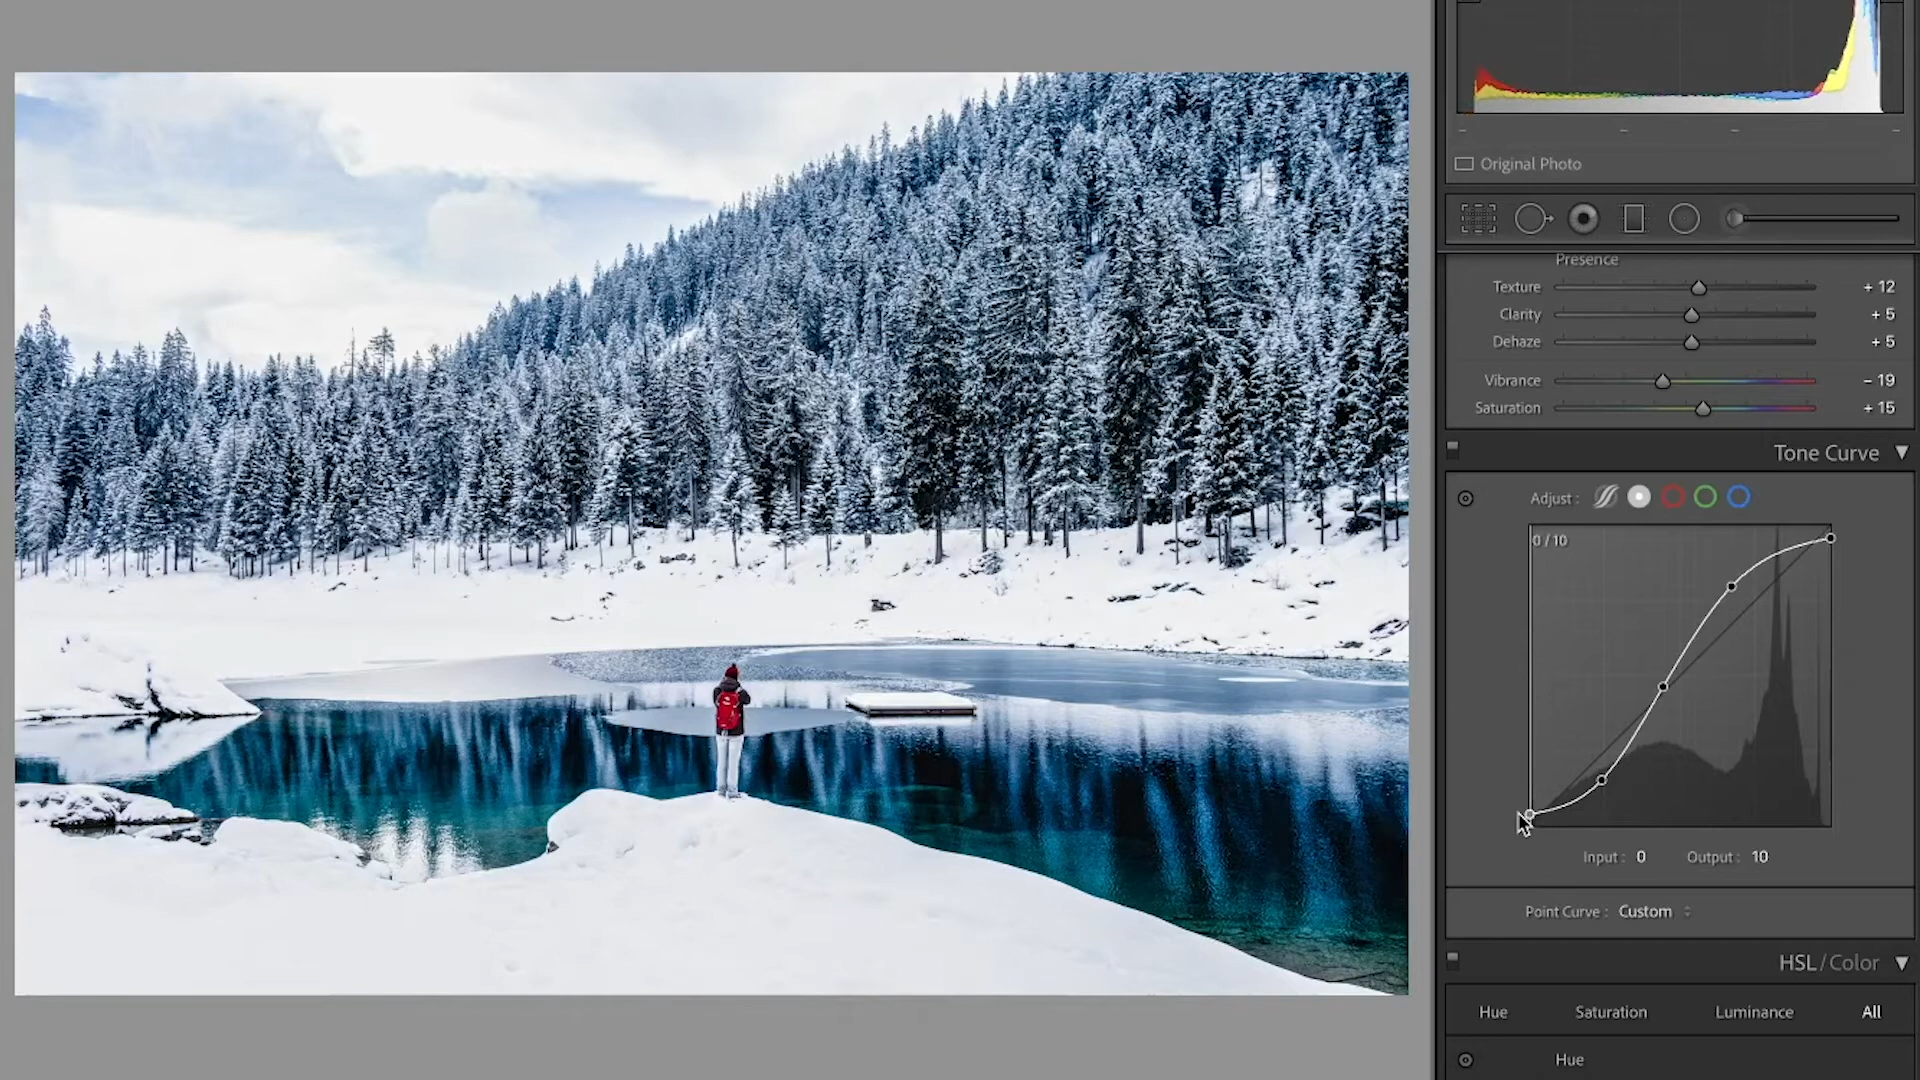 Original Photo
Presence
Texture + 12
Clarity + 5
Dehaze + 5
Vibrance – 19
Saturation + 15
Tone Curve
Adjust :
0 / 10
Input : 0 Output : 10
Point Curve : Custom
HSL / Color
Hue Saturation Luminance All
Hue